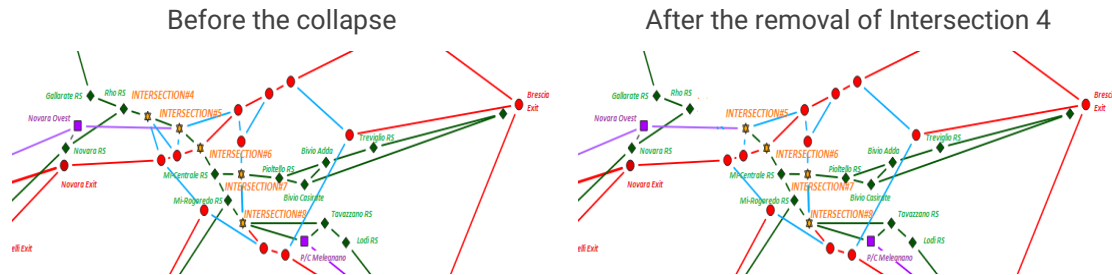 Before the collapse
After the removal of Intersection 4
Gallarate RS
Rho RS
INTERSECTION#4
Novara Ovest
INTERSECTION#5
Brescia
Exit
Novara RS
INTERSECTION#6
Treviglio RS
Bivio Adda
Novara Exit
Mi-Centrale RS
Pioltello RS
INTERSECTION#7
Bivio Casirate
Mi-Rogoredo RS
INTERSECTION#8
Tavazzano RS
elli Exit
Lodi RS
P/C Melegnano
Gallarate RS
Rho RS
Novara Ovest
INTERSECTION#5
Brescia
Exit
Novara RS
INTERSECTION#6
Treviglio RS
Bivio Adda
Novara Exit
Mi-Centrale RS
Pioltello RS
INTERSECTION#7
Bivio Casirate
Mi-Rogoredo RS
INTERSECTION#8
Tavazzano RS
elli Exit
Lodi RS
P/C Melegnano